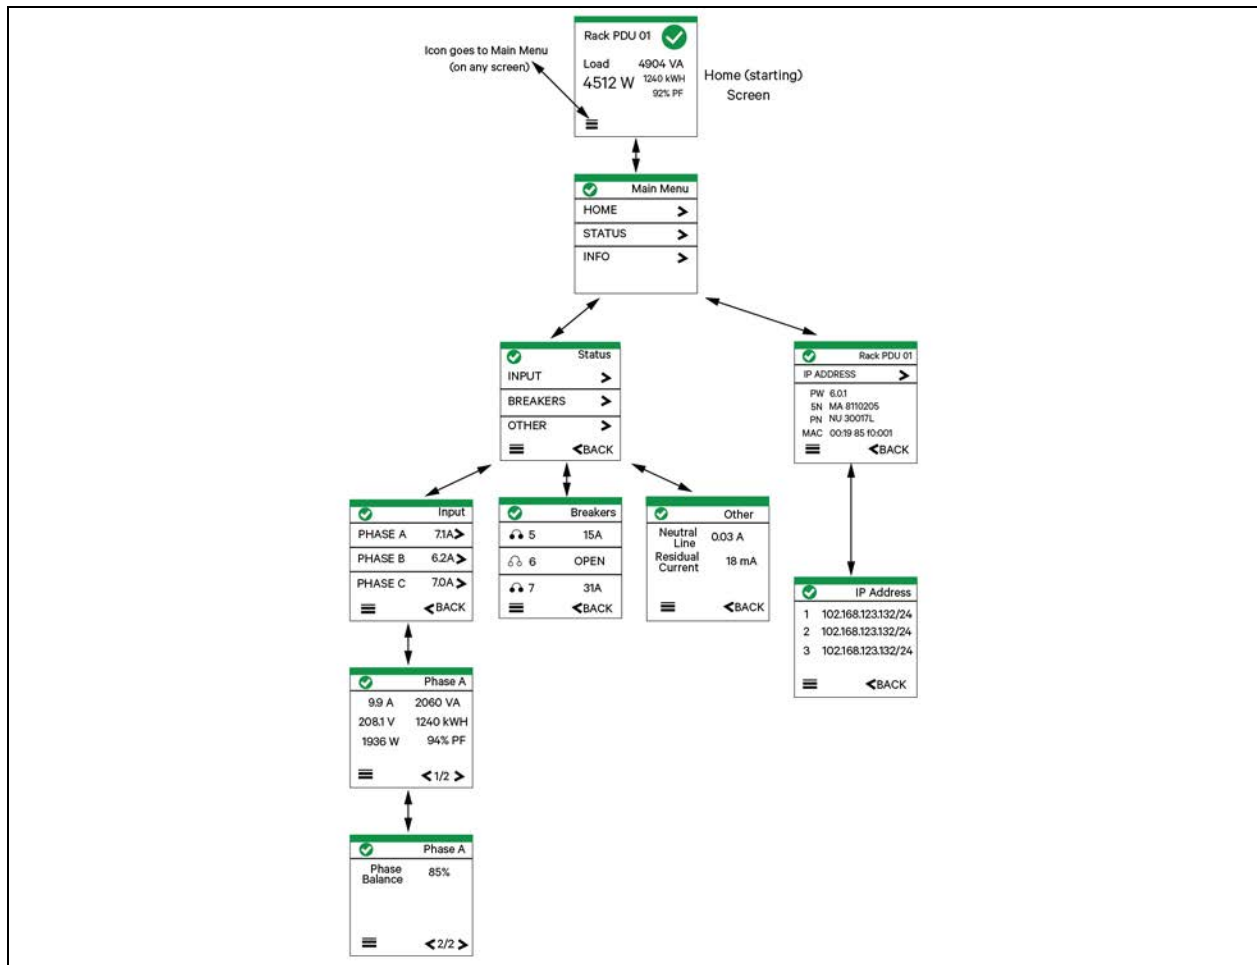 Icon goes to Main Menu
(on any screen)
Rack PDU 01
Load 4904 VA
4512 W 1240 kWH
92% PF
Home (starting)
Screen
Main Menu
HOME
STATUS
INFO
Status
INPUT
BREAKERS
OTHER
BACK
Rack PDU 01
IP ADDRESS
PW 6.0.1
SN MA 8110205
PN NU 30017L
MAC 00:19 85 f0:001
BACK
Input
PHASE A 7.1A
PHASE B 6.2A
PHASE C 7.0A
BACK
Breakers
5 15A
6 OPEN
7 31A
BACK
Other
Neutral
Line 0.03 A
Residual
Current 18 mA
BACK
IP Address
1 102.168.123.132/24
2 102.168.123.132/24
3 102.168.123.132/24
BACK
Phase A
9.9 A 2060 VA
208.1 V 1240 kWH
1936 W 94% PF
1/2
Phase A
Phase
Balance 85%
2/2